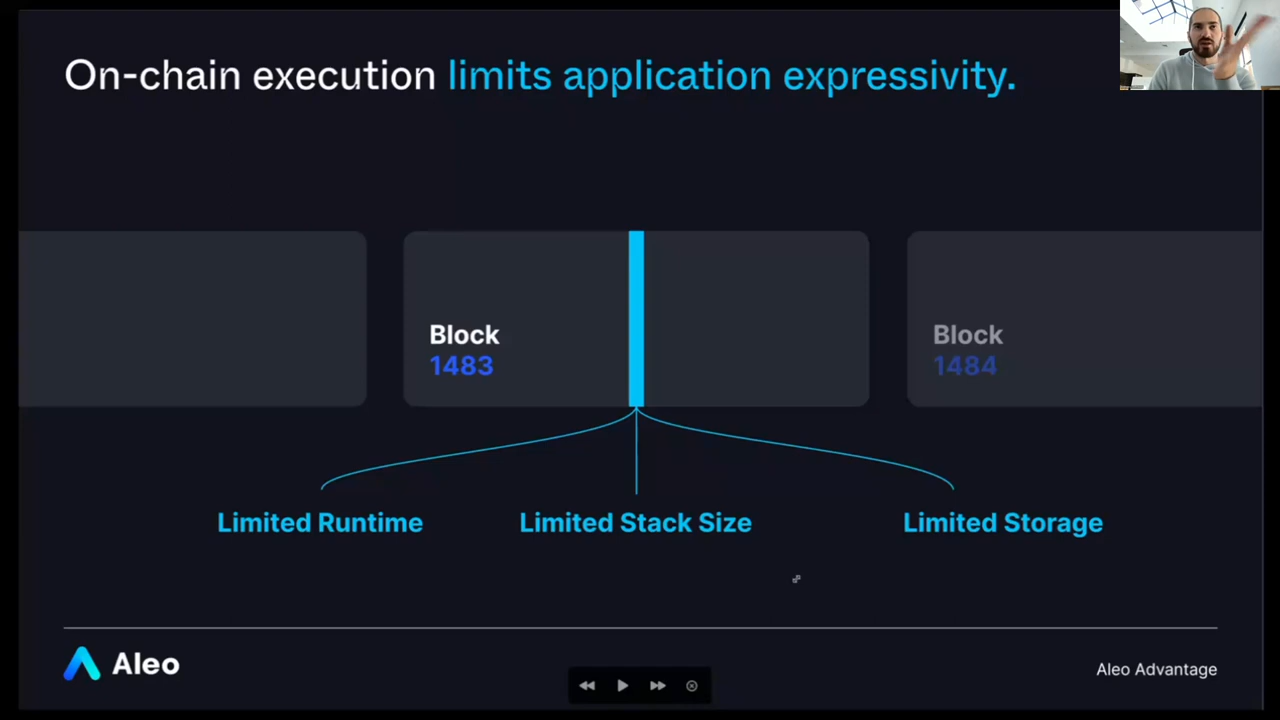 On-chain execution limits application expressivity.
Block
1483
Block
1484
Limited Runtime
Limited Stack Size
Limited Storage
Aleo
Aleo Advantage